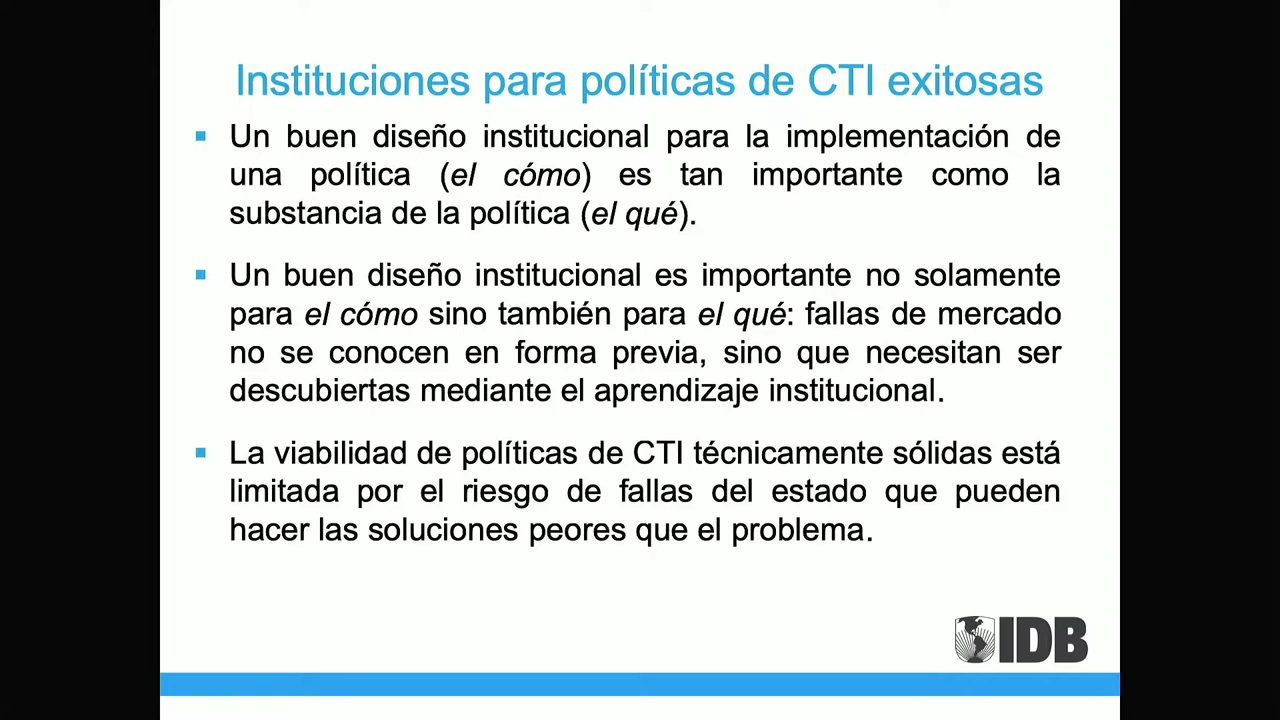 Instituciones para políticas de CTI exitosas
▪ Un buen diseño institucional para la implementación de
una política (el cómo) es tan importante como la
substancia de la política (el qué).
▪ Un buen diseño institucional es importante no solamente
para el cómo sino también para el qué: fallas de mercado
no se conocen en forma previa, sino que necesitan ser
descubiertas mediante el aprendizaje institucional.
▪ La viabilidad de políticas de CTI técnicamente sólidas está
limitada por el riesgo de fallas del estado que pueden
hacer las soluciones peores que el problema.
IDB